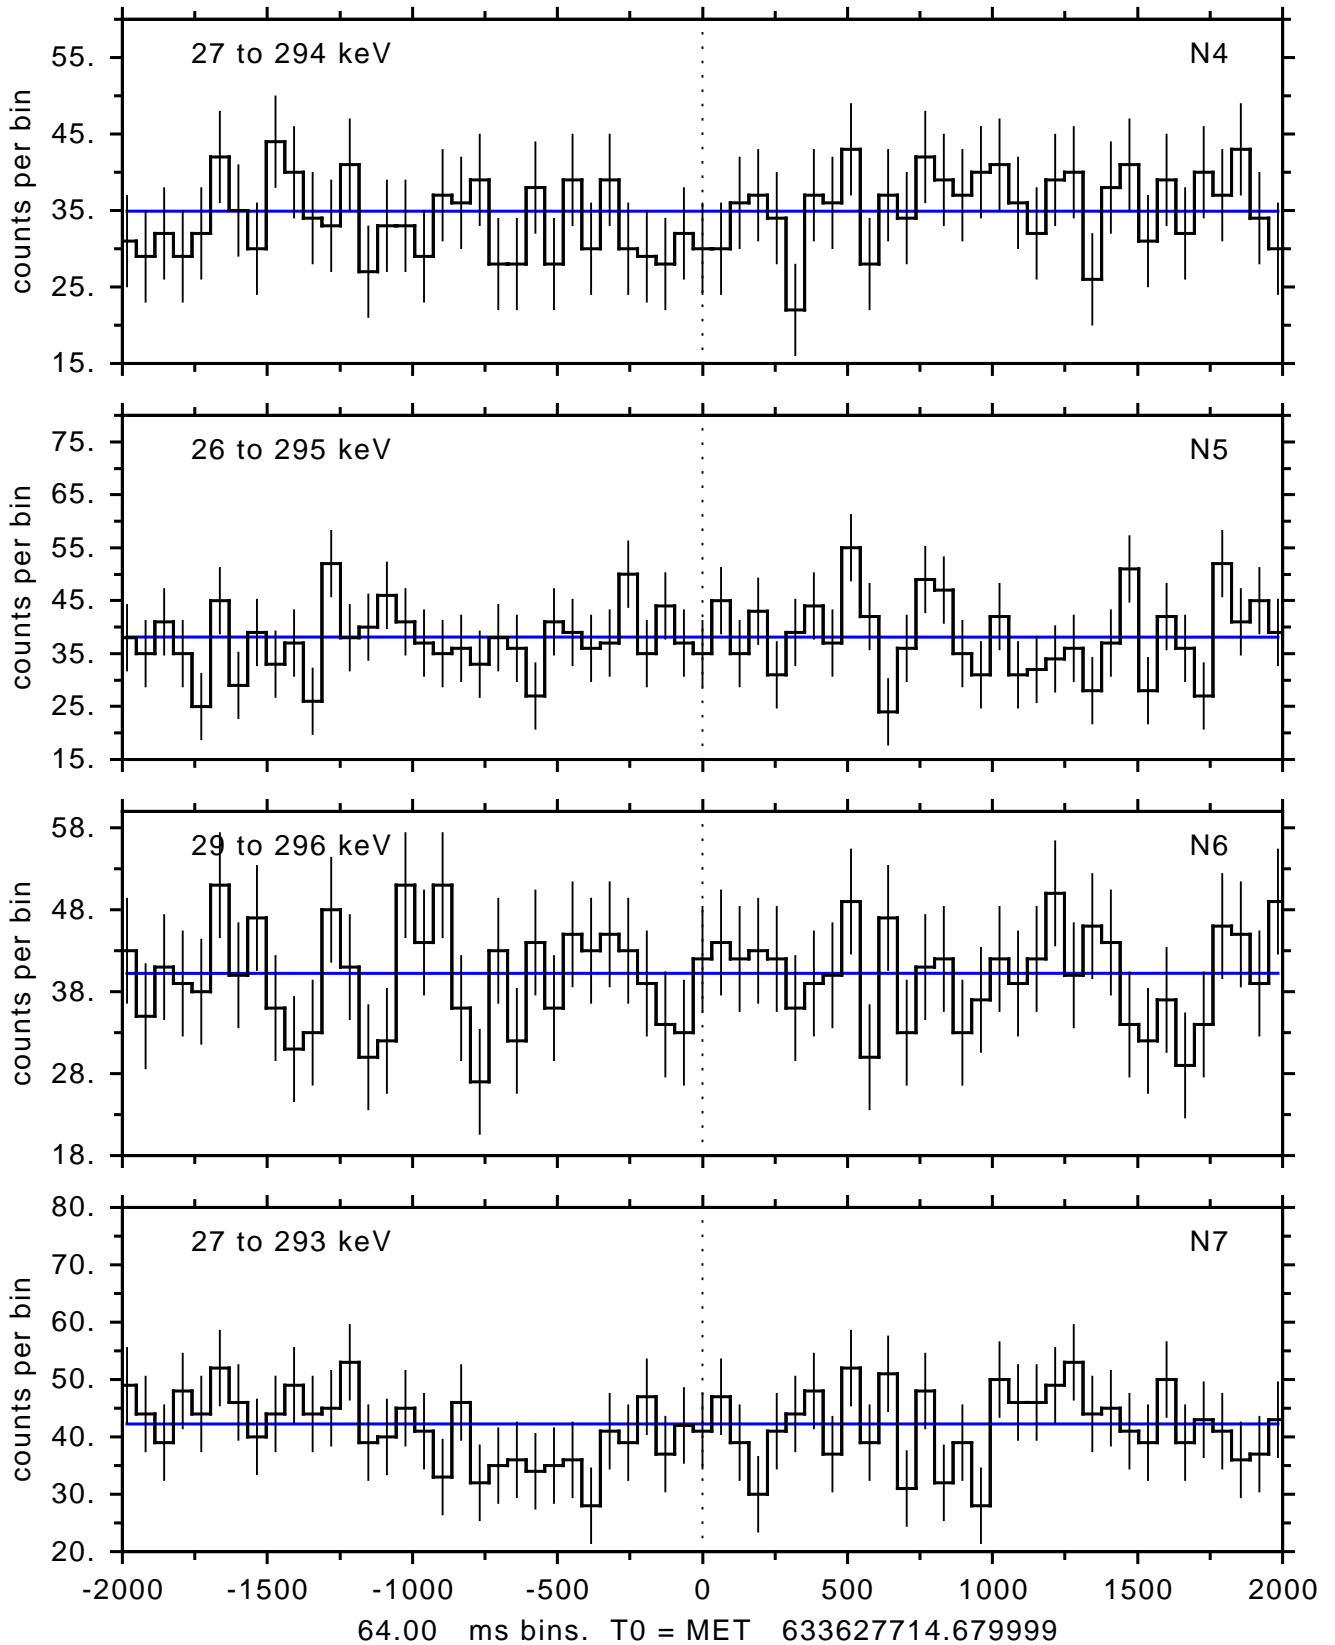 27 to 294 keV N4
55.
45.
35.
25.
15.
counts per bin
26 to 295 keV N5
75.
65.
55.
45.
35.
25.
15.
counts per bin
29 to 296 keV N6
58.
48.
38.
28.
18.
counts per bin
27 to 293 keV N7
80.
70.
60.
50.
40.
30.
20.
counts per bin
-2000 -1500 -1000 -500 0 500 1000 1500 2000
64.00 ms bins. T0 = MET 633627714.679999